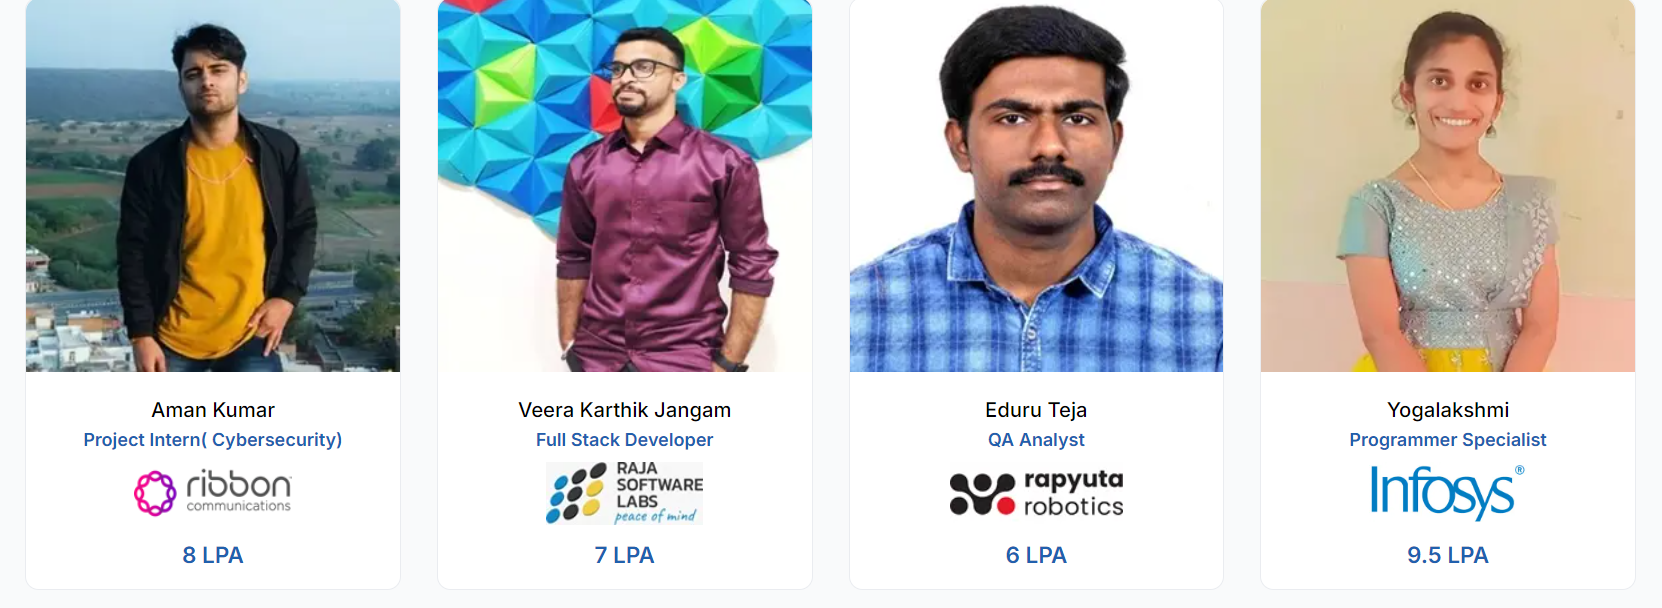 Aman Kumar
Project Intern( Cybersecurity)
ribbon
communications
8 LPA
Veera Karthik Jangam
Full Stack Developer
RAJA
SOFTWARE
LABS
peace of mind
7 LPA
Eduru Teja
QA Analyst
rapyuta
robotics
6 LPA
Yogalakshmi
Programmer Specialist
Infosys®
9.5 LPA